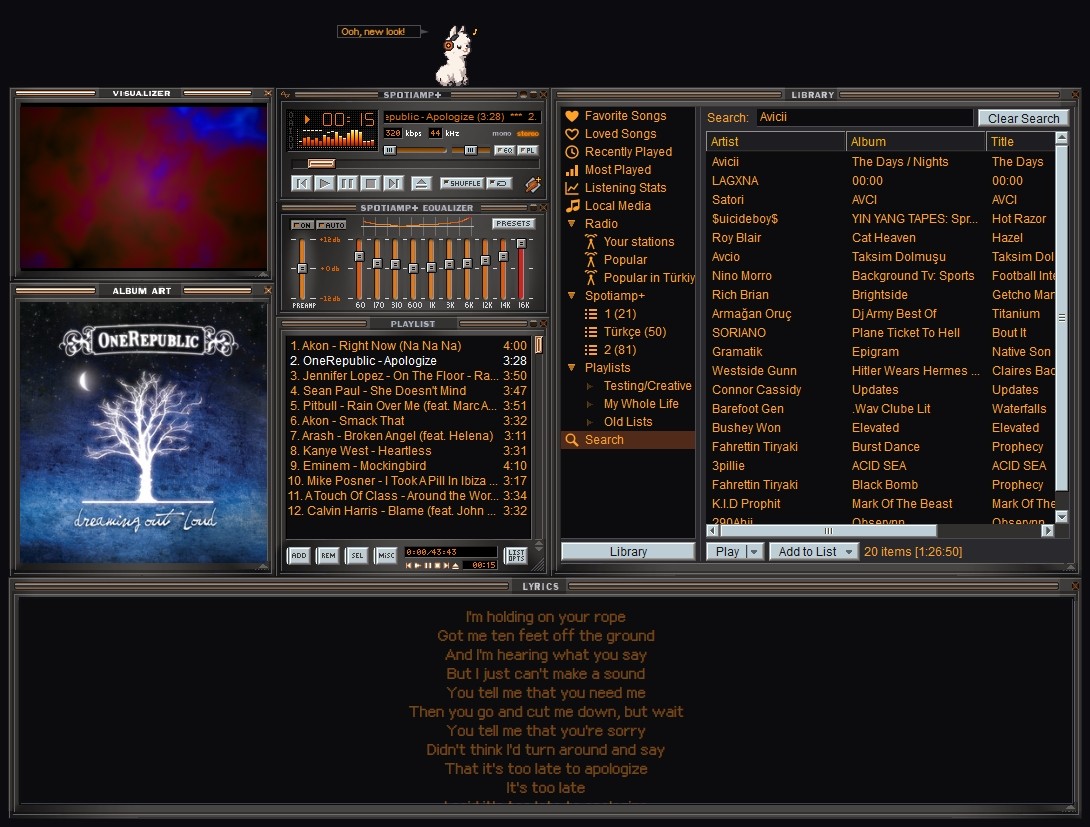 Ooh, new look!
VISUALIZER
ALBUM ART
ONEREPUBLIC
dreaming out loud
SPOTIAMP+
00:15
epublic - Apologize (3:28) *** 2.
320 kbps 44 kHz mono stereo
EQ PL
SHUFFLE
SPOTIAMP+ EQUALIZER
ON AUTO PRESETS
+12db
+0db
-12db
PREAMP 60 170 310 600 1K 3K 6K 12K 14K 16K
PLAYLIST
1. Akon - Right Now (Na Na Na) 4:00
2. OneRepublic - Apologize 3:28
3. Jennifer Lopez - On The Floor - Ra... 3:50
4. Sean Paul - She Doesn't Mind 3:47
5. Pitbull - Rain Over Me (feat. Marc A... 3:51
6. Akon - Smack That 3:32
7. Arash - Broken Angel (feat. Helena) 3:11
8. Kanye West - Heartless 3:31
9. Eminem - Mockingbird 4:10
10. Mike Posner - I Took A Pill In Ibiza ... 3:17
11. A Touch Of Class - Around the Wor... 3:34
12. Calvin Harris - Blame (feat. John ... 3:32
ADD REM SEL MISC 0:00/43:43 LIST OPTS
00:15
LIBRARY
Favorite Songs
Loved Songs
Recently Played
Most Played
Listening Stats
Local Media
Radio
Your stations
Popular
Popular in Türkiy
Spotiamp+
1 (21)
Türkçe (50)
2 (81)
Playlists
Testing/Creative
My Whole Life
Old Lists
Search
Library
Search: Avicii Clear Search
Artist Album Title
Avicii The Days / Nights The Days
LAGXNA 00:00 00:00
Satori AVCI AVCI
$uicideboy$ YIN YANG TAPES: Spr... Hot Razor
Roy Blair Cat Heaven Hazel
Avcio Taksim Dolmuşu Taksim Dol
Nino Morro Background Tv: Sports Football Inte
Rich Brian Brightside Getcho Mar
Armağan Oruç Dj Army Best Of Titanium
SORIANO Plane Ticket To Hell Bout It
Gramatik Epigram Native Son
Westside Gunn Hitler Wears Hermes ... Claires Bac
Connor Cassidy Updates Updates
Barefoot Gen .Wav Clube Lit Waterfalls
Bushey Won Elevated Elevated
Fahrettin Tiryaki Burst Dance Prophecy
3pillie ACID SEA ACID SEA
Fahrettin Tiryaki Black Bomb Prophecy
K.I.D Prophit Mark Of The Beast Mark Of The
Play Add to List 20 items [1:26:50]
LYRICS
I'm holding on your rope
Got me ten feet off the ground
And I'm hearing what you say
But I just can't make a sound
You tell me that you need me
Then you go and cut me down, but wait
You tell me that you're sorry
Didn't think I'd turn around and say
That it's too late to apologize
It's too late